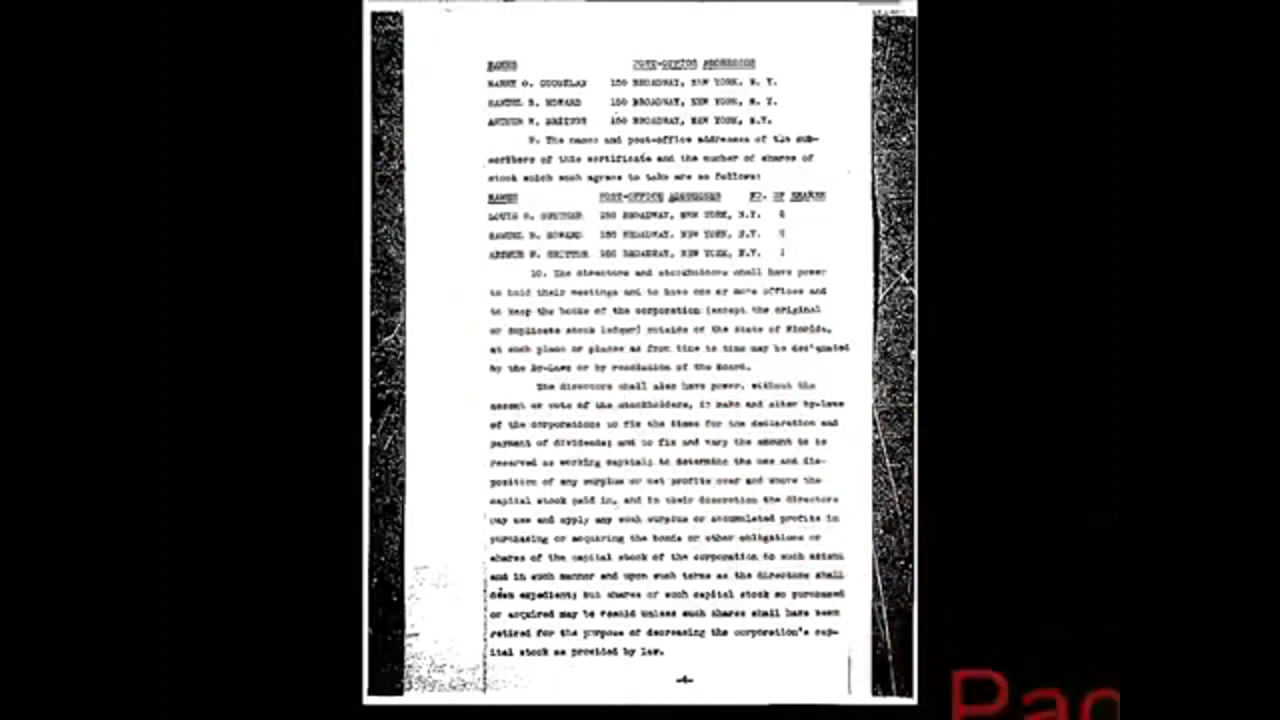 NAMES POST-OFFICE ADDRESSES
HARRY O. 150 BROADWAY, NEW YORK, N. Y.
SAMUEL B. HOWARD 150 BROADWAY, NEW YORK, N. Y.
ARTHUR W. BRITTON 150 BROADWAY, NEW YORK, N.Y.
9. The names and post-office addresses of the sub-
scribers of this certificate and the number of shares of
stock which each agrees to take are as follows:
NAMES POST-OFFICE ADDRESSES NO. OF SHARES
LOUIS 150 BROADWAY, NEW YORK, N.Y.
SAMUEL B. HOWARD 150 BROADWAY, NEW YORK, N.Y.
ARTHUR W. BRITTON 150 BROADWAY, NEW YORK, N.Y. 1
10. The directors and stockholders shall have power
to hold their meetings and to have one or more offices and
to keep the books of the corporation (except the original
or duplicate stock ledger) outside of the State of Florida,
at such place or places as from time to time may be designated
by the By-Laws or by resolution of the Board.
The directors shall also have power, without the
assent or vote of the stockholders, to make and alter by-laws
of the corporation; to fix the times for the declaration and
payment of dividends; and to fix and vary the amount to be
reserved as working capital; to determine the use and dis-
position of any surplus or net profits over and above the
capital stock paid in, and in their discretion the directors
may use and apply any such surplus or accumulated profits in
purchasing or acquiring the bonds or other obligations or
shares of the capital stock of the corporation to such extent
and in such manner and upon such terms as the directors shall
deem expedient; but shares of such capital stock so purchased
or acquired may be resold unless such shares shall have been
retired for the purpose of decreasing the corporation's cap-
ital stock as provided by law.
-4-
Pag